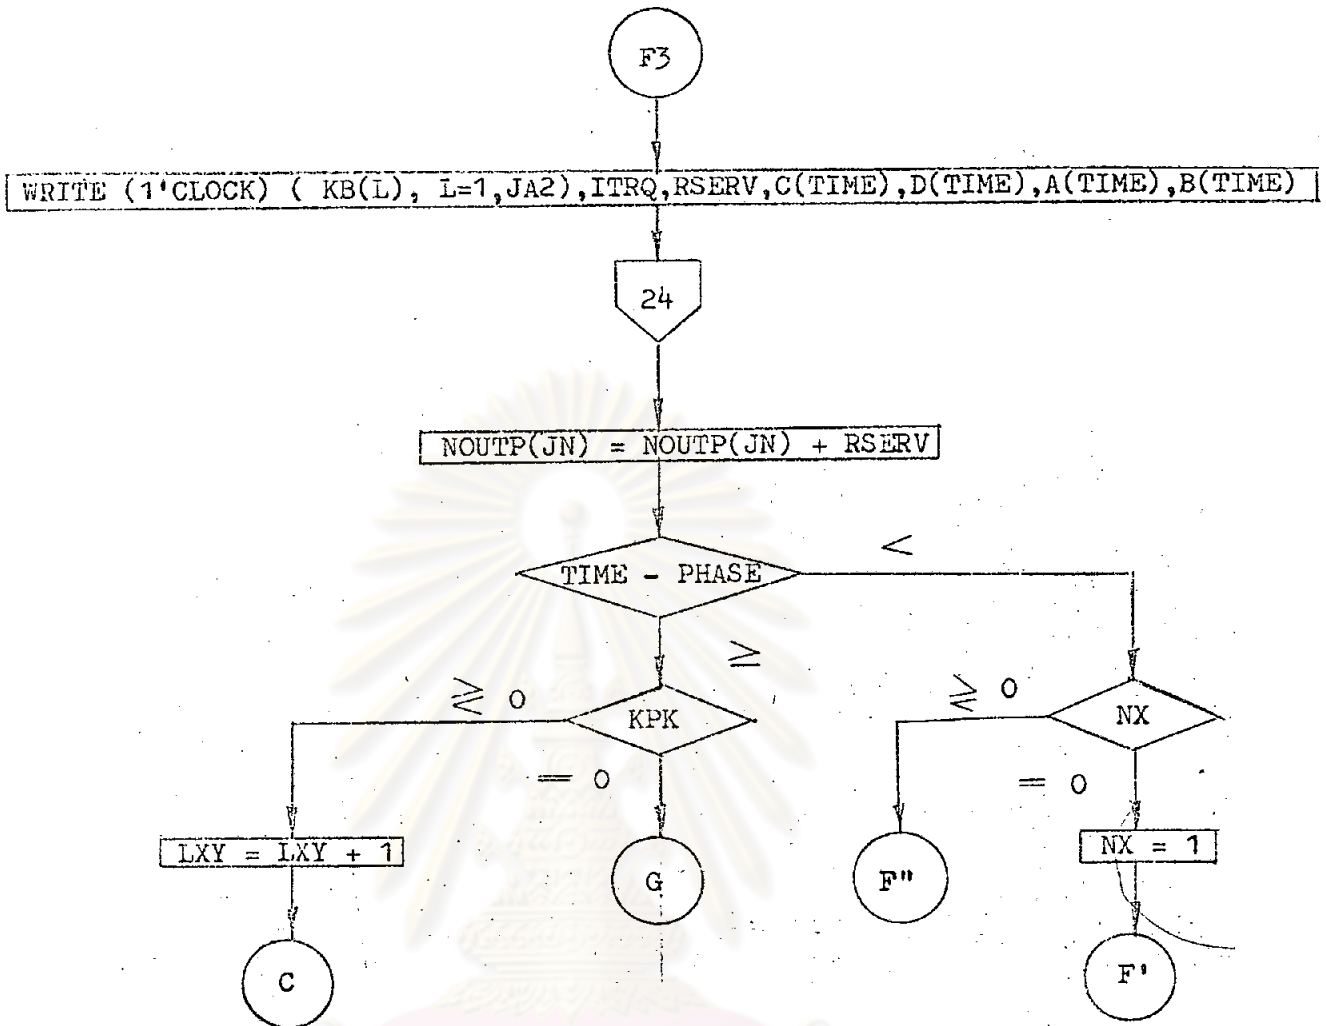 F3
WRITE (1'CLOCK) ( KB(L), L=1,JA2),ITRQ,RSERV,C(TIME),D(TIME),A(TIME),B(TIME)
24
NOUTP(JN) = NOUTP(JN) + RSERV
<
TIME - PHASE
≥
≷ 0
KPK
≷ 0
NX
= 0
= 0
LXY = LXY + 1
G
F"
NX = 1
C
F'